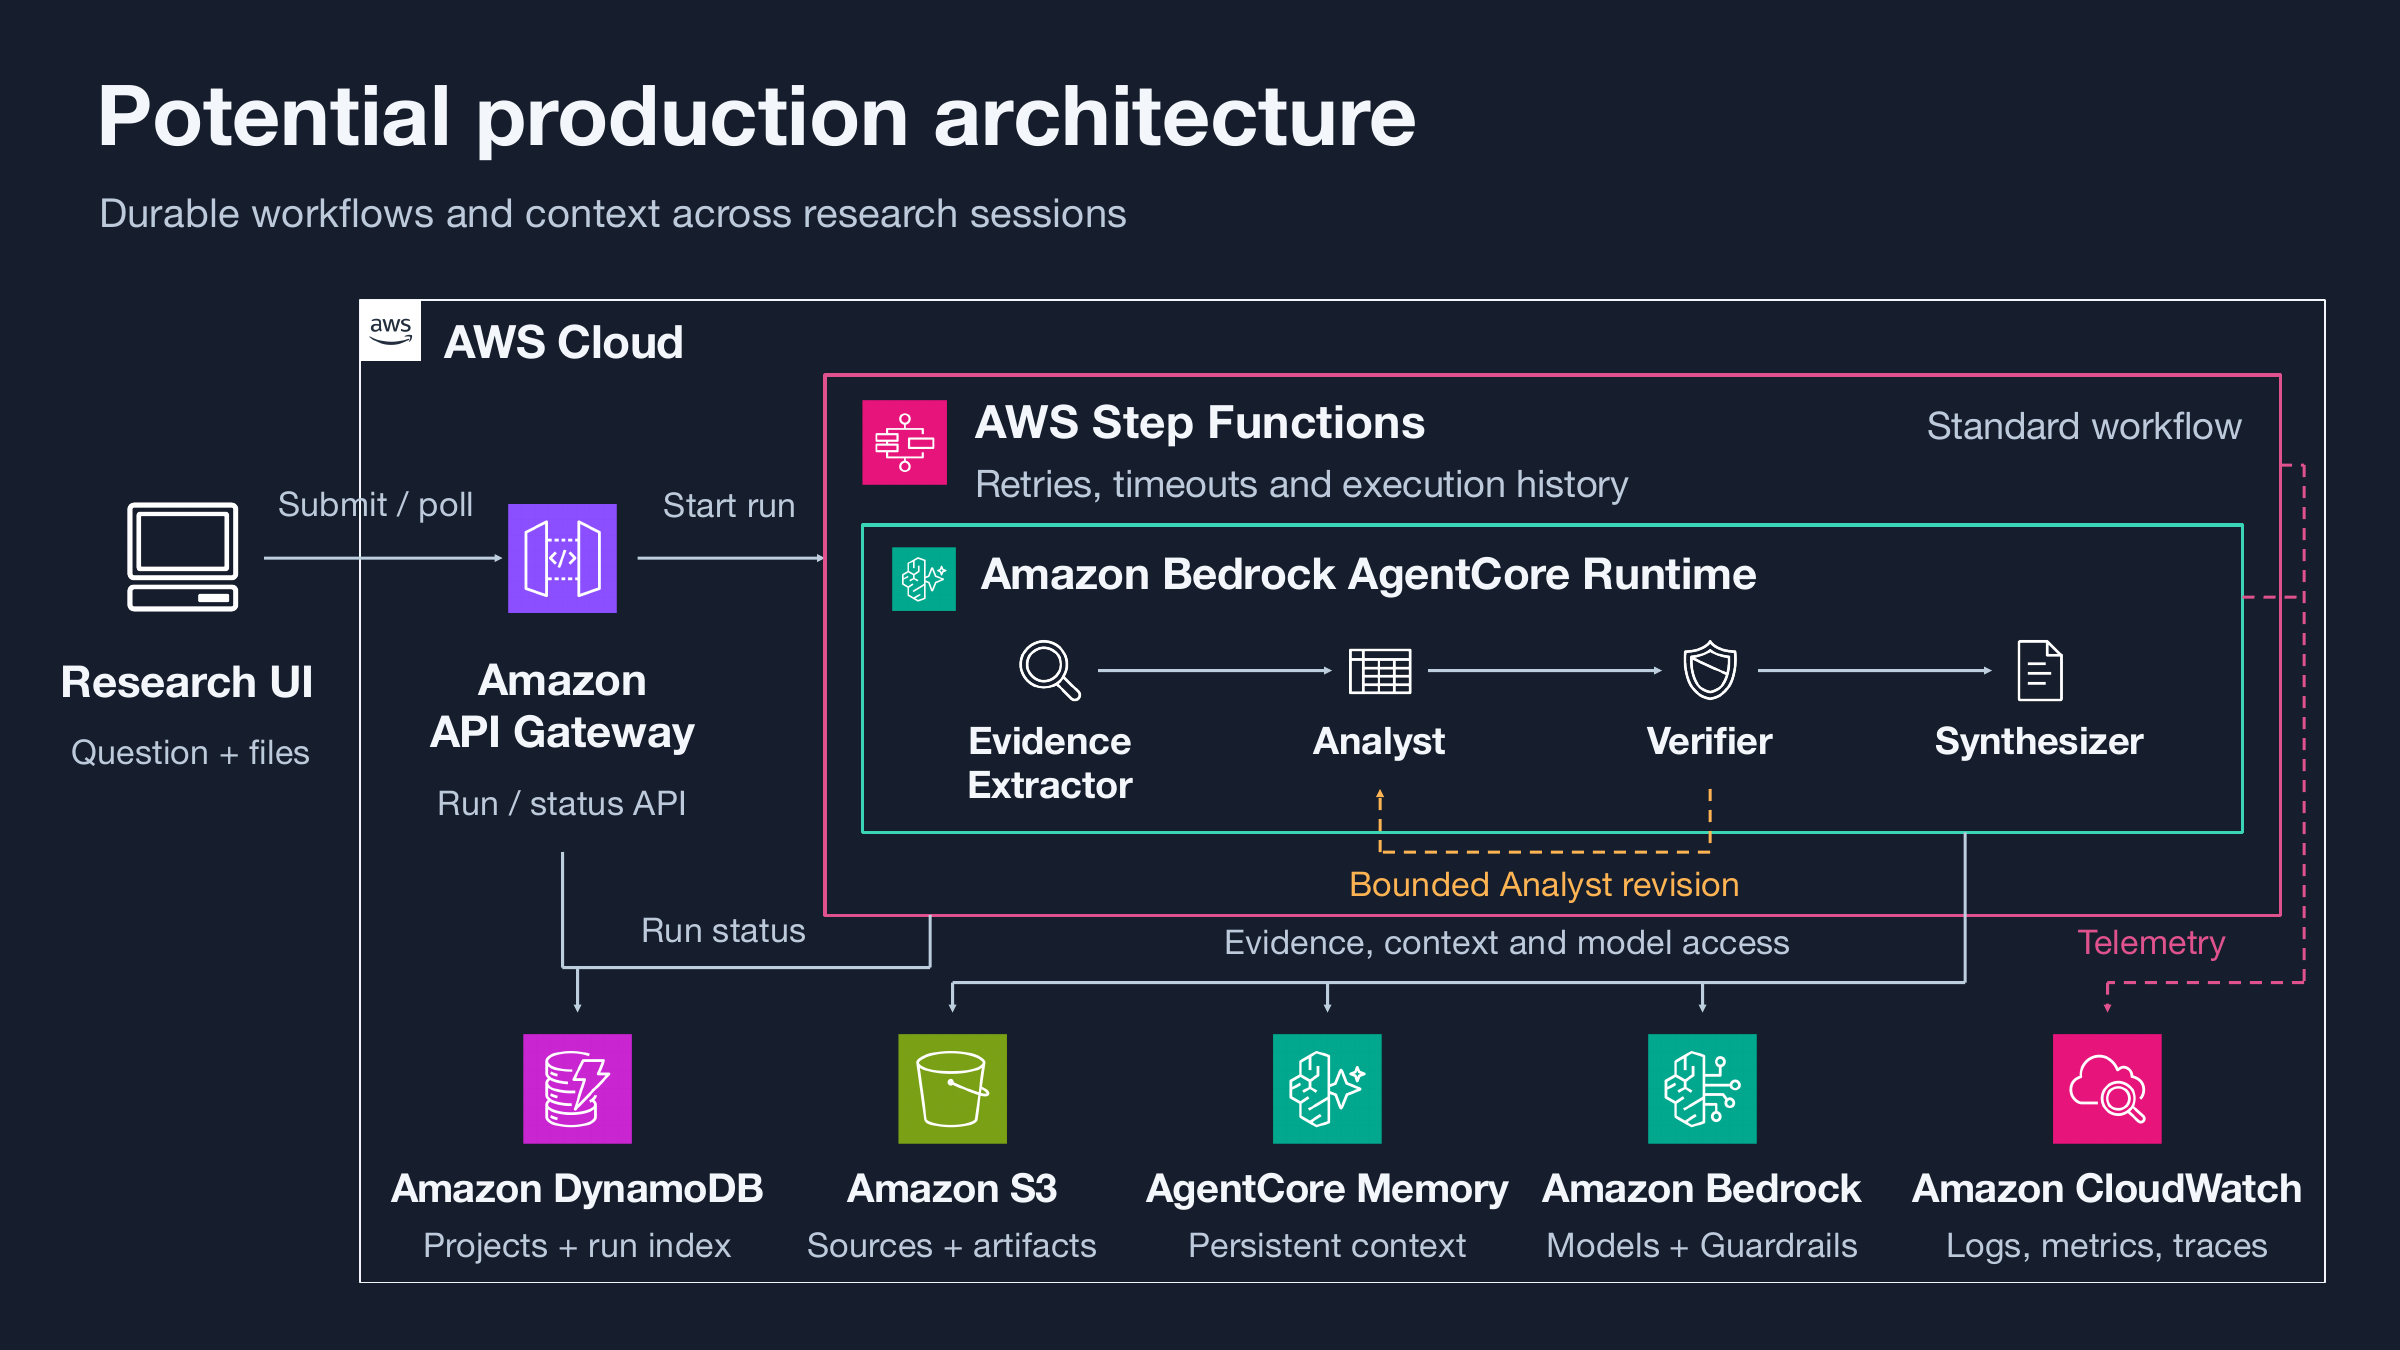 Potential production architecture
Durable workflows and context across research sessions
aws
AWS Cloud
AWS Step Functions
Standard workflow
Retries, timeouts and execution history
Submit / poll
Start run
</>
Amazon Bedrock AgentCore Runtime
Research UI
Question + files
Amazon
API Gateway
Run / status API
Evidence
Extractor
Analyst
Verifier
Synthesizer
Bounded Analyst revision
Run status
Evidence, context and model access
Telemetry
Amazon DynamoDB
Projects + run index
Amazon S3
Sources + artifacts
AgentCore Memory
Persistent context
Amazon Bedrock
Models + Guardrails
Amazon CloudWatch
Logs, metrics, traces